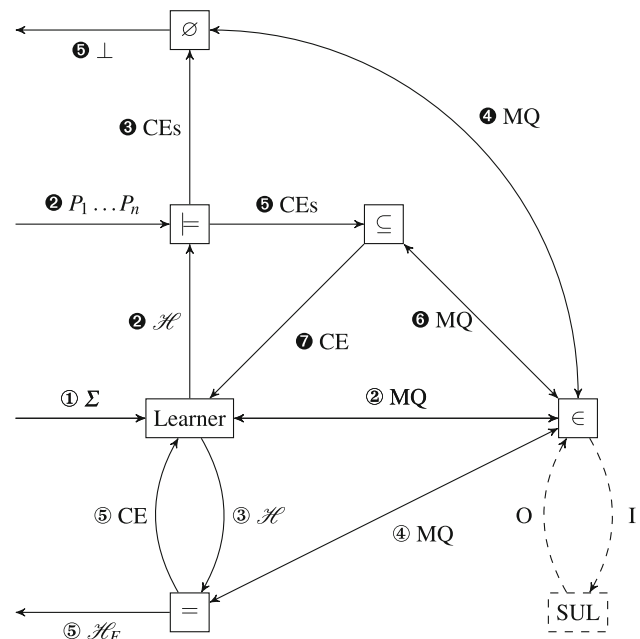 ∅
❺ ⊥
❹ MQ
❸ CEs
❷ P₁ … Pₙ
⊨
❺ CEs
⊆
❷ ℋ
❼ CE
❻ MQ
① Σ
Learner
② MQ
∈
⑤ CE
③ ℋ
④ MQ
O
I
=
SUL
⑤ ℋ_F